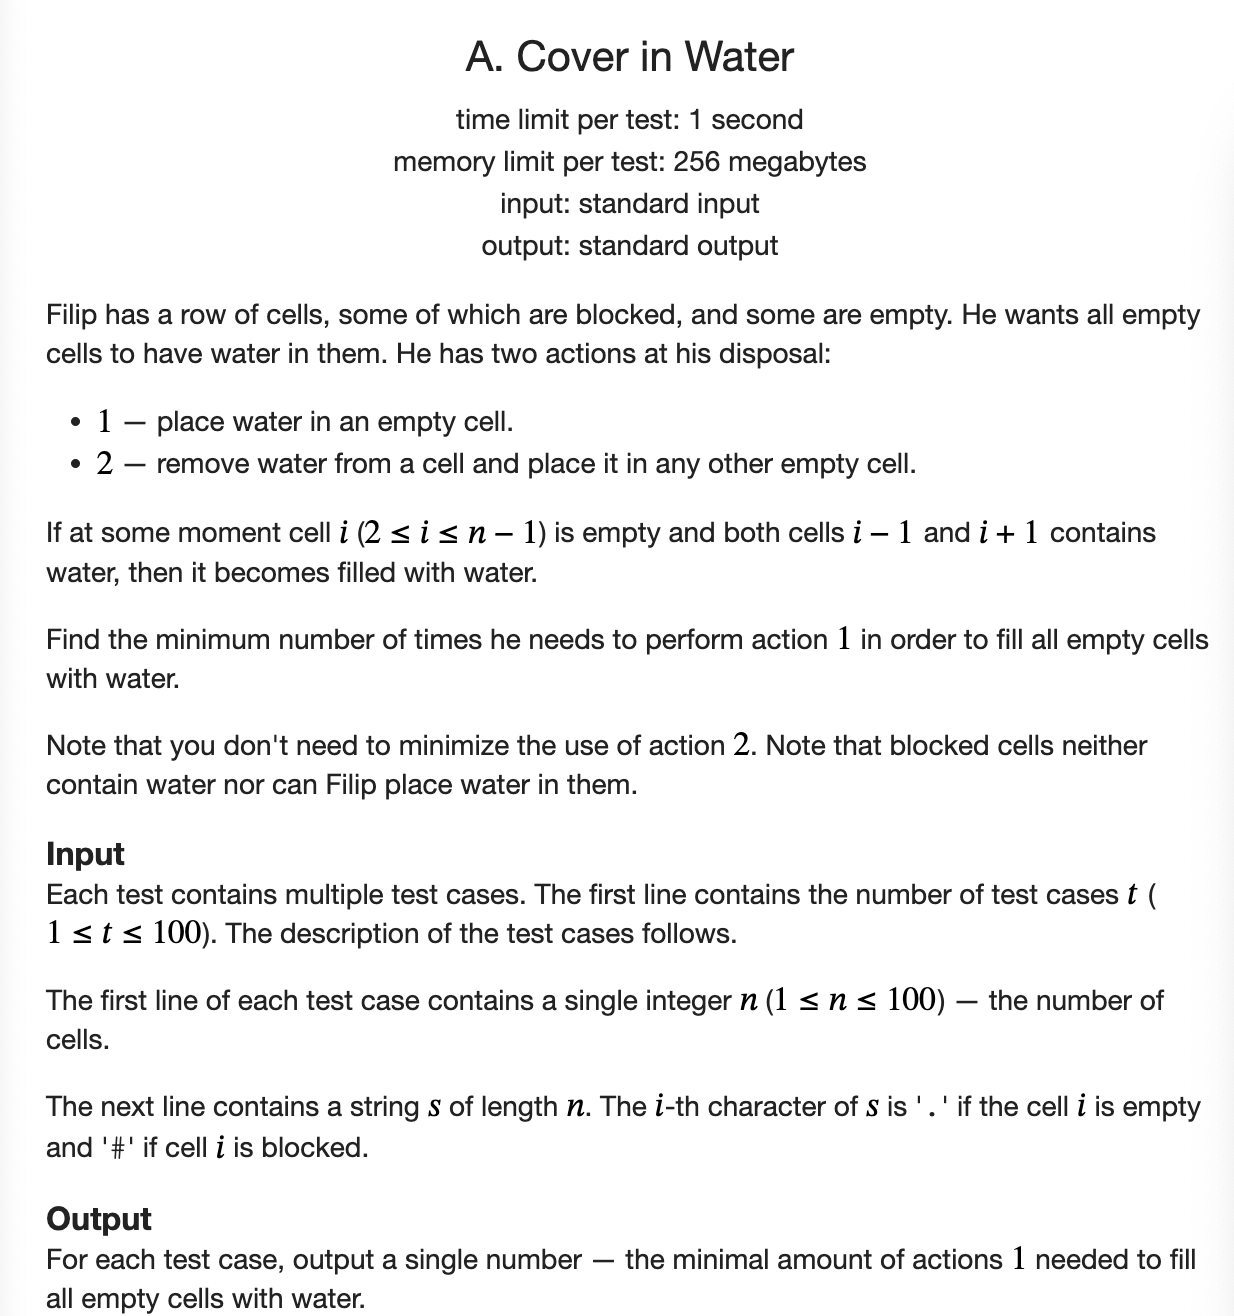 A. Cover in Water
time limit per test: 1 second
memory limit per test: 256 megabytes
input: standard input
output: standard output
Filip has a row of cells, some of which are blocked, and some are empty. He wants all empty
cells to have water in them. He has two actions at his disposal:
• 1 — place water in an empty cell.
• 2 — remove water from a cell and place it in any other empty cell.
If at some moment cell i (2 ≤ i ≤ n − 1) is empty and both cells i − 1 and i + 1 contains
water, then it becomes filled with water.
Find the minimum number of times he needs to perform action 1 in order to fill all empty cells
with water.
Note that you don't need to minimize the use of action 2. Note that blocked cells neither
contain water nor can Filip place water in them.
Input
Each test contains multiple test cases. The first line contains the number of test cases t (
1 ≤ t ≤ 100). The description of the test cases follows.
The first line of each test case contains a single integer n (1 ≤ n ≤ 100) — the number of
cells.
The next line contains a string s of length n. The i-th character of s is '.' if the cell i is empty
and '#' if cell i is blocked.
Output
For each test case, output a single number — the minimal amount of actions 1 needed to fill
all empty cells with water.